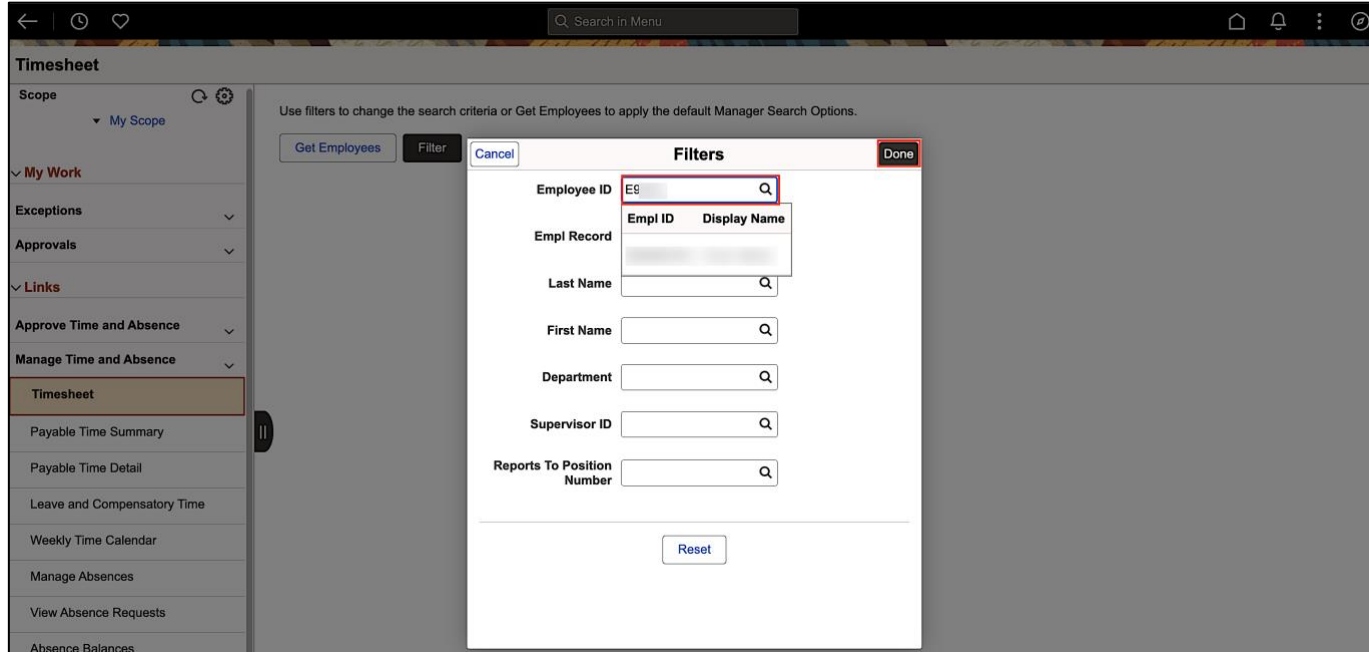 Search in Menu
Timesheet
Scope
My Scope
My Work
Exceptions
Approvals
Links
Approve Time and Absence
Manage Time and Absence
Timesheet
Payable Time Summary
Payable Time Detail
Leave and Compensatory Time
Weekly Time Calendar
Manage Absences
View Absence Requests
Absence Balances
Use filters to change the search criteria or Get Employees to apply the default Manager Search Options.
Get Employees
Filter
Cancel
Filters
Done
Employee ID E9
Empl ID Display Name
Empl Record
Last Name
First Name
Department
Supervisor ID
Reports To Position
Number
Reset